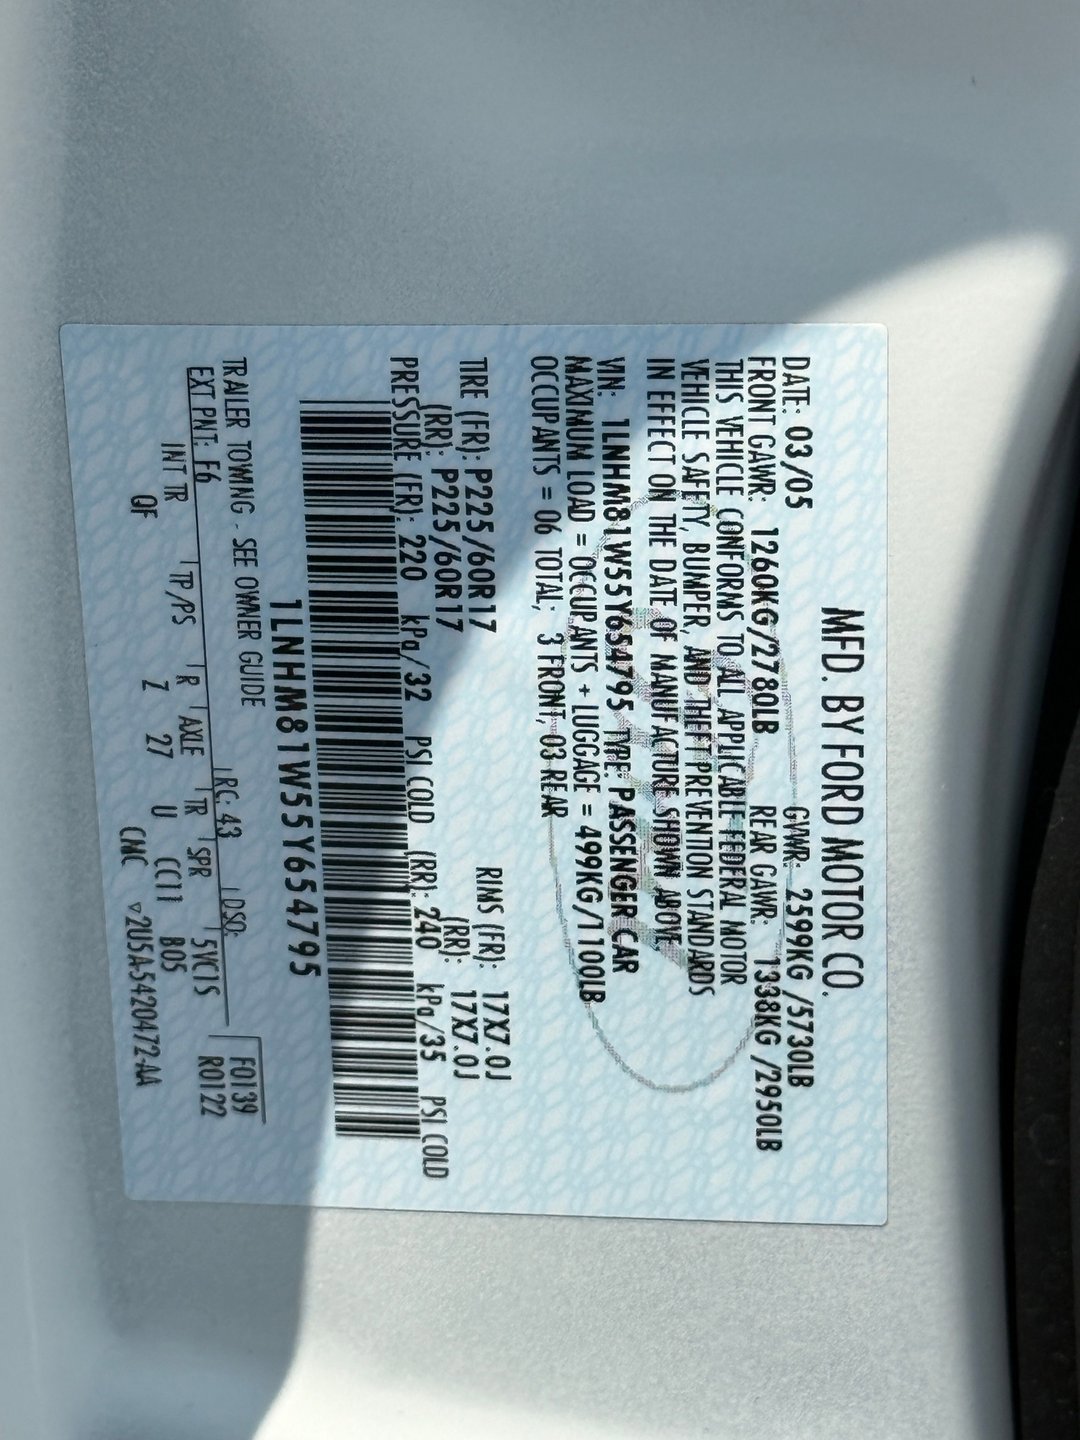 MFD. BY FORD MOTOR CO.
DATE: 03/05 GVWR: 2599KG /5730LB
FRONT GAWR: 1260KG/2780LB REAR GAWR: 1338KG /2950LB
THIS VEHICLE CONFORMS TO ALL APPLICABLE FEDERAL MOTOR
VEHICLE SAFETY, BUMPER, AND THEFT PREVENTION STANDARDS
IN EFFECT ON THE DATE OF MANUFACTURE SHOWN ABOVE.
VIN: 1LNHM81W55Y654795 TYPE: PASSENGER CAR
MAXIMUM LOAD = OCCUPANTS + LUGGAGE = 499KG/1100LB
OCCUPANTS = 06 TOTAL; 3 FRONT, 03 REAR
TIRE (FR): P225/60R17 RIMS (FR): 17X7.0J
(RR): P225/60R17 (RR): 17X7.0J
PRESSURE (FR): 220 kPa/32 PSI COLD (RR): 240 kPa/35 PSI COLD
1LNHM81W55Y654795
TRAILER TOWING - SEE OWNER GUIDE F0139
EXT PNT: F6 RC: 43 DSO: R0122
INT TR TP/PS R AXLE TR SPR 5VC1S
QF Z 27 U CC11 B05
CMC ▽2U5A-5420472-AA